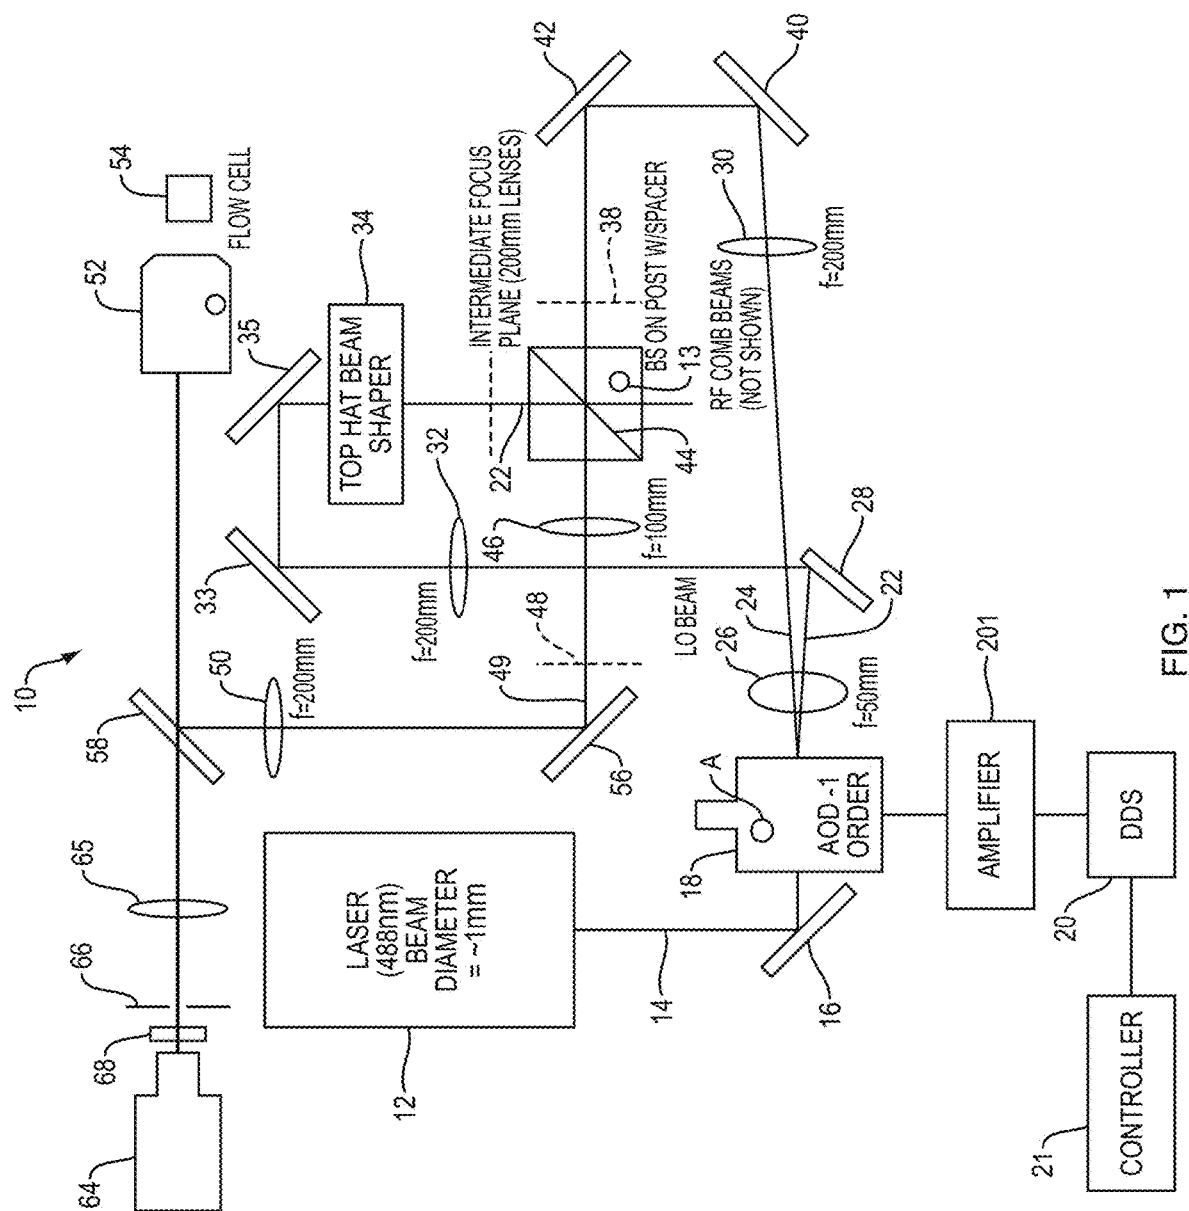 FIG. 1
10
64
68
66
65
58
52
54
FLOW CELL
50
f=200mm
33
35
TOP HAT BEAM
SHAPER
34
32
f=200mm
INTERMEDIATE FOCUS
PLANE (200mm LENSES)
22
42
46
f=100mm
44
13
BS ON POST W/SPACER
38
49
48
56
LO BEAM
RF COMB BEAMS
(NOT SHOWN)
30
f=200mm
40
LASER
(488nm)
BEAM
DIAMETER
= ~1mm
12
14
16
18
A
AOD -1
ORDER
26
f=50mm
24
22
28
AMPLIFIER
201
DDS
20
CONTROLLER
21